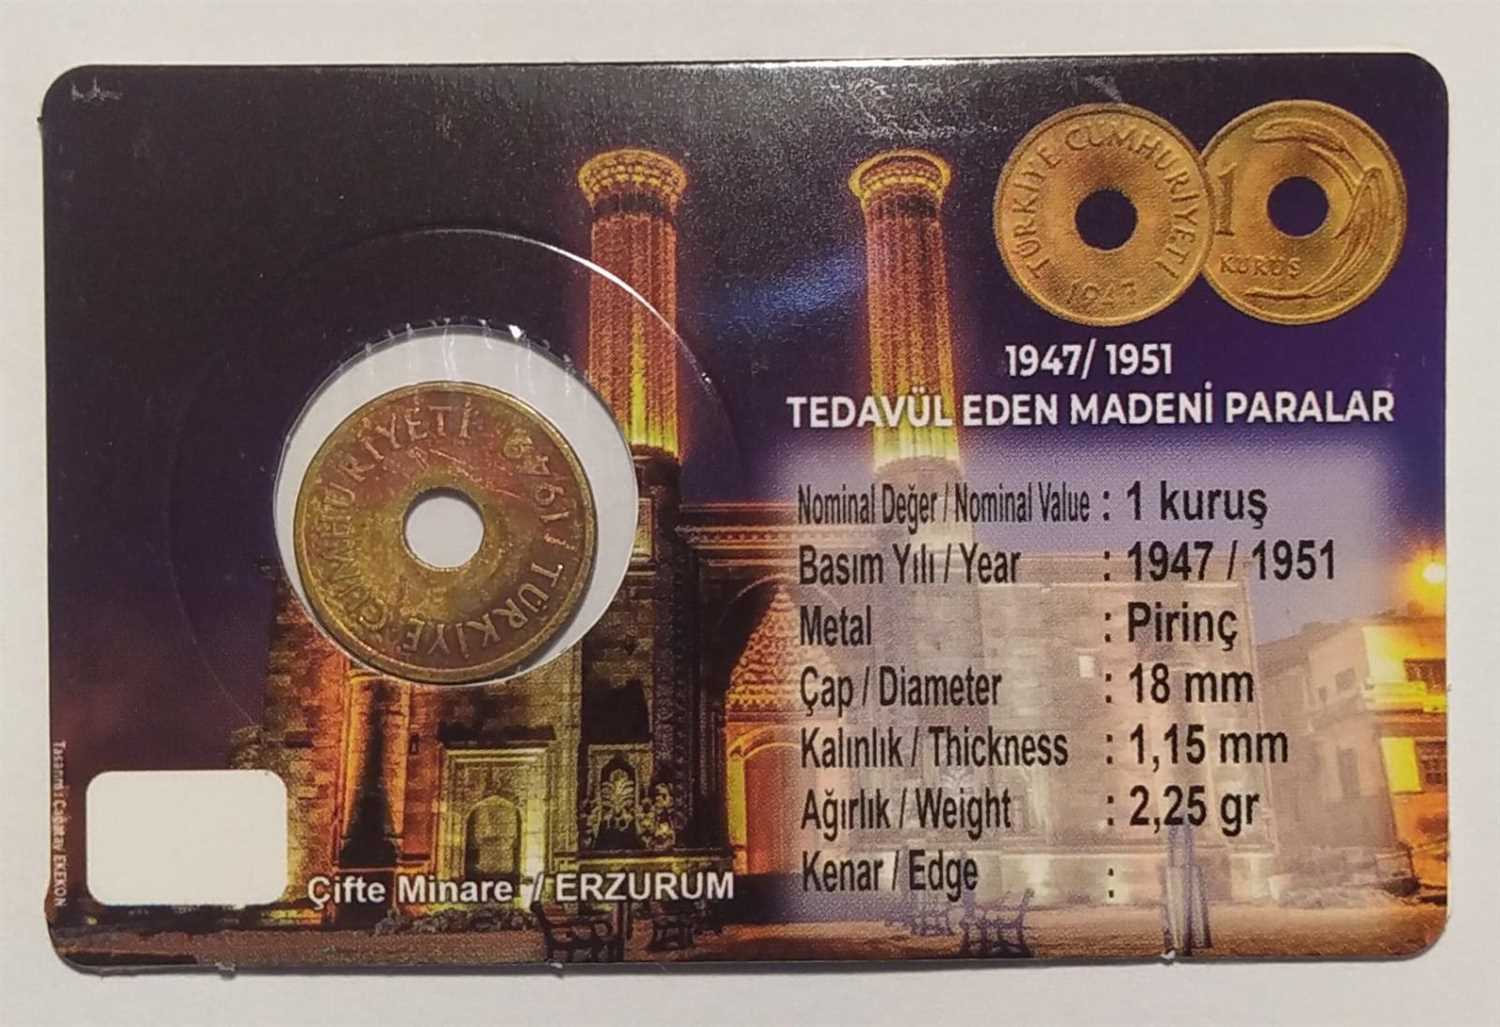 TÜRKİYE CUMHURİYETİ
1947
1
KURUŞ
1947/ 1951
TEDAVÜL EDEN MADENİ PARALAR
TÜRKİYE CUMHURİYETİ 1949
Nominal Değer / Nominal Value : 1 kuruş
Basım Yılı / Year : 1947 / 1951
Metal : Pirinç
Çap / Diameter : 18 mm
Kalınlık / Thickness : 1,15 mm
Ağırlık / Weight : 2,25 gr
Kenar / Edge :
Çifte Minare / ERZURUM